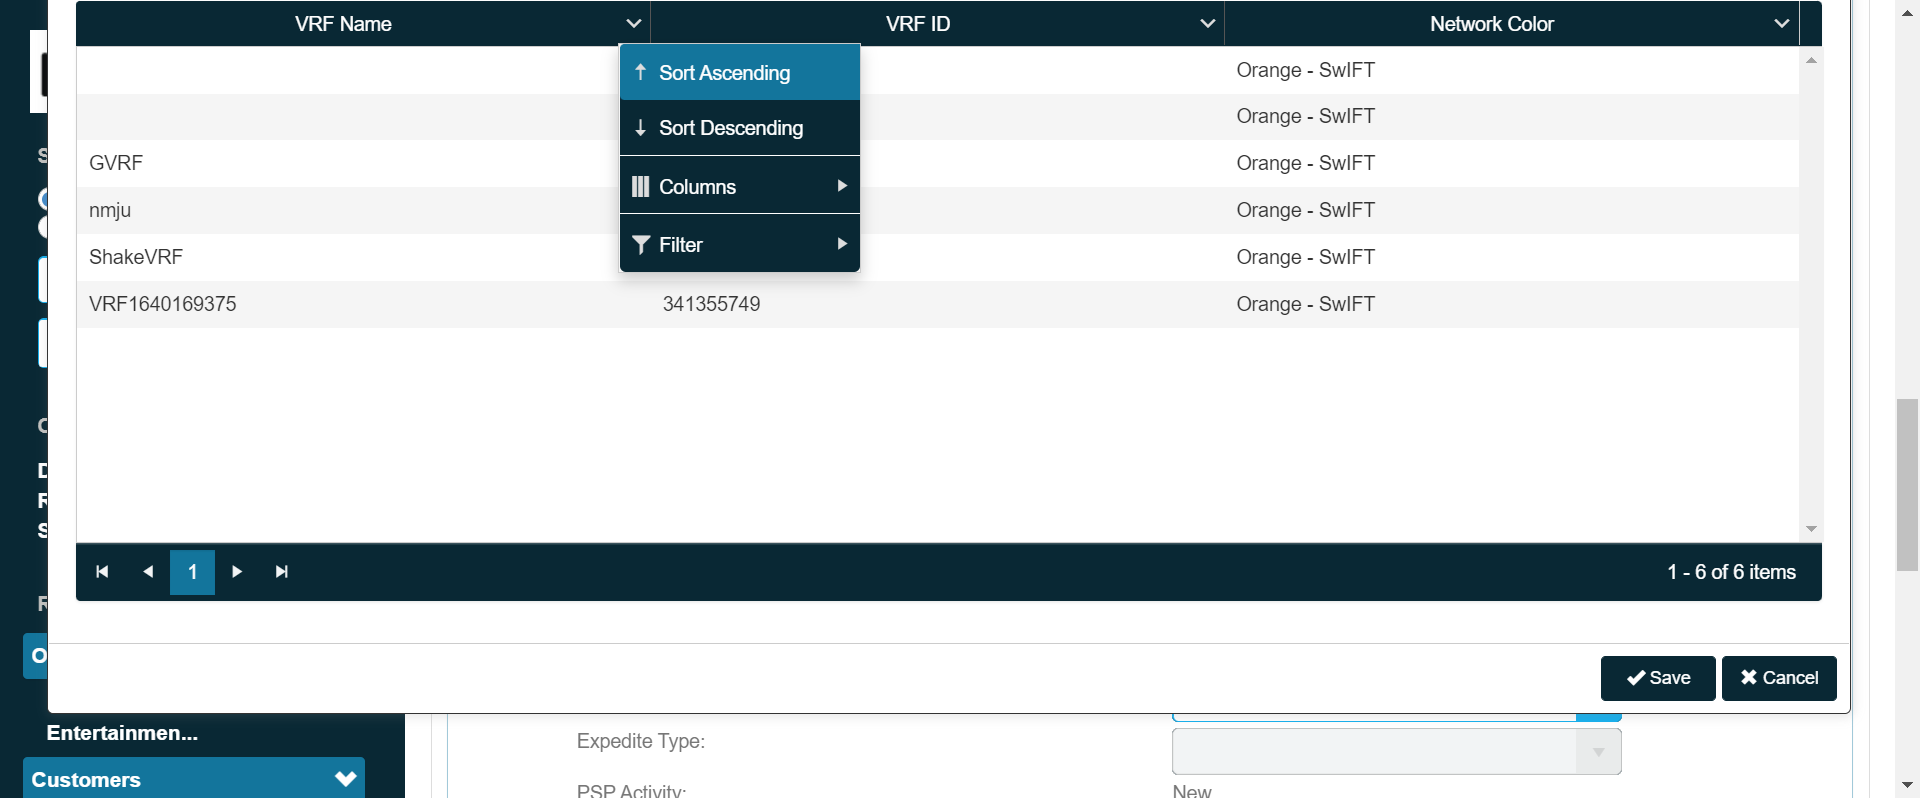 VRF Name VRF ID Network Color
Sort Ascending Orange - SwIFT
Sort Descending Orange - SwIFT
GVRF Orange - SwIFT
Columns
nmju Orange - SwIFT
Filter
ShakeVRF Orange - SwIFT
VRF1640169375 341355749 Orange - SwIFT
1 1 - 6 of 6 items
Save Cancel
Entertainmen...
Expedite Type:
Customers
PSP Activity: New